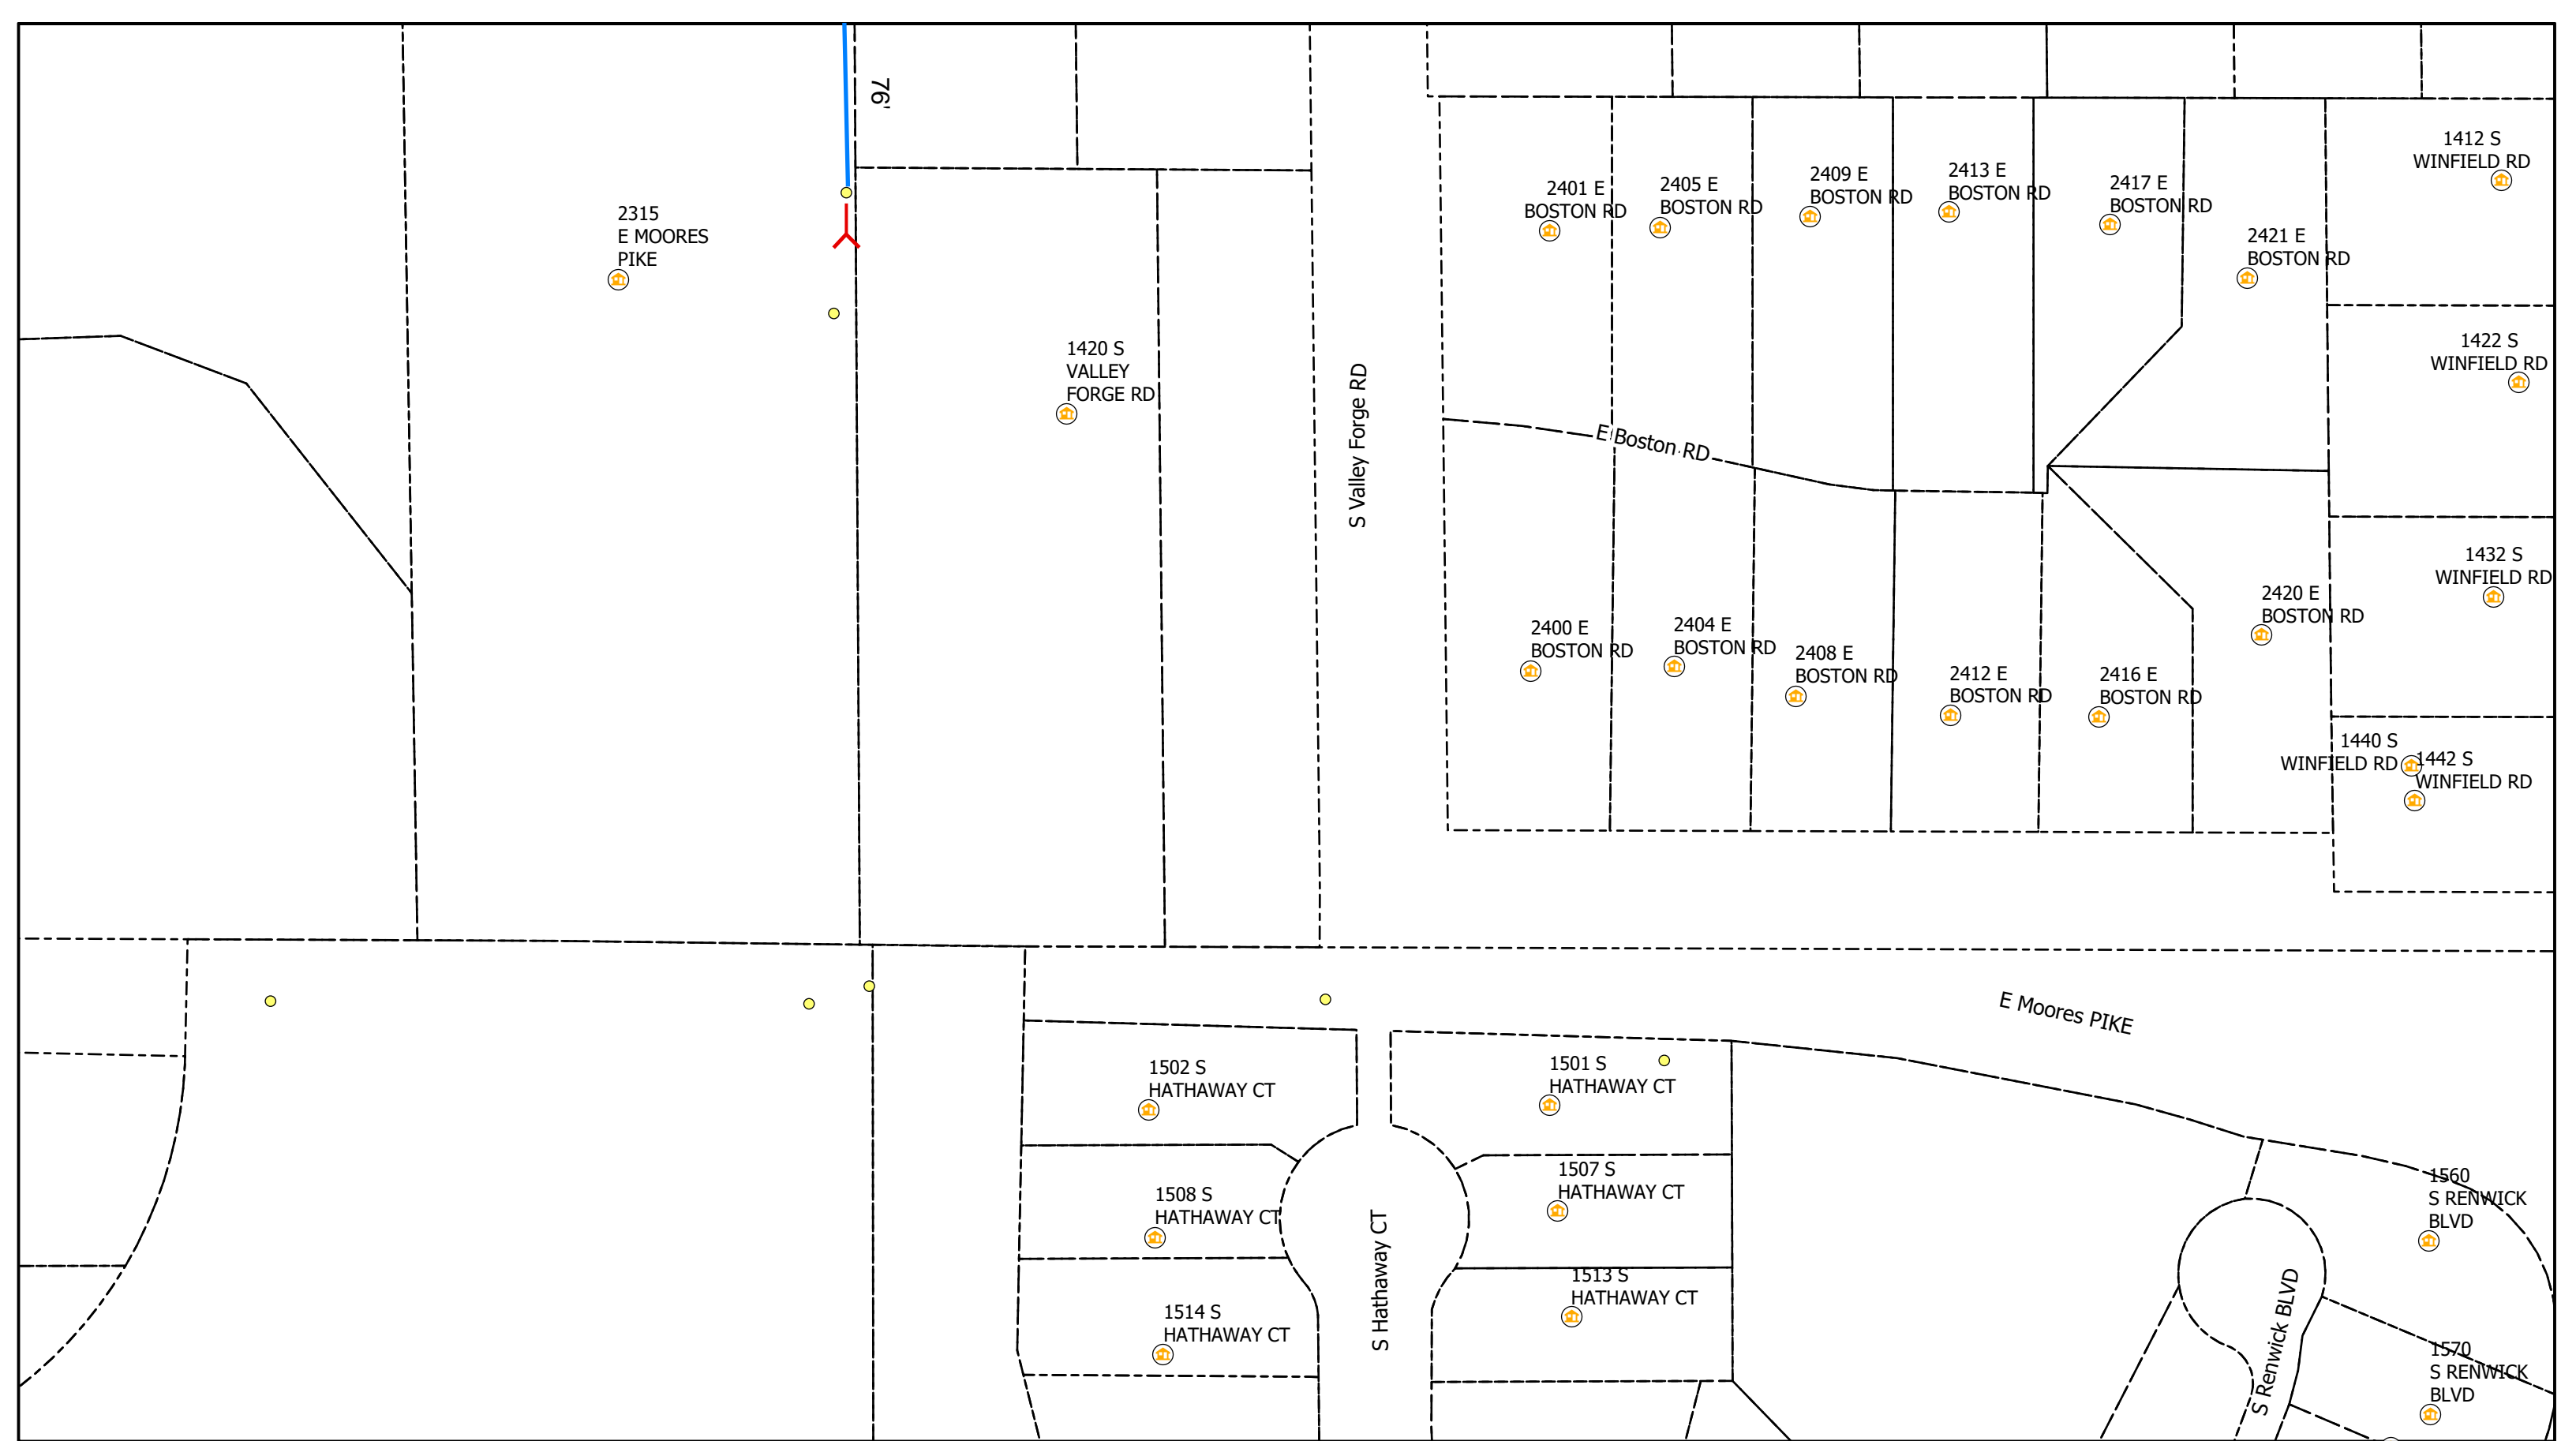 76'
1412 S
WINFIELD RD
2401 E
BOSTON RD
2405 E
BOSTON RD
2409 E
BOSTON RD
2413 E
BOSTON RD
2417 E
BOSTON RD
2421 E
BOSTON RD
2315
E MOORES
PIKE
1420 S
VALLEY
FORGE RD
S Valley Forge RD
1422 S
WINFIELD RD
E Boston RD
1432 S
WINFIELD RD
2400 E
BOSTON RD
2404 E
BOSTON RD
2408 E
BOSTON RD
2412 E
BOSTON RD
2416 E
BOSTON RD
2420 E
BOSTON RD
1440 S
WINFIELD RD
1442 S
WINFIELD RD
E Moores PIKE
1502 S
HATHAWAY CT
1501 S
HATHAWAY CT
1508 S
HATHAWAY CT
1507 S
HATHAWAY CT
1514 S
HATHAWAY CT
S Hathaway CT
1513 S
HATHAWAY CT
1560
S RENWICK
BLVD
S Renwick BLVD
1570
S RENWICK
BLVD